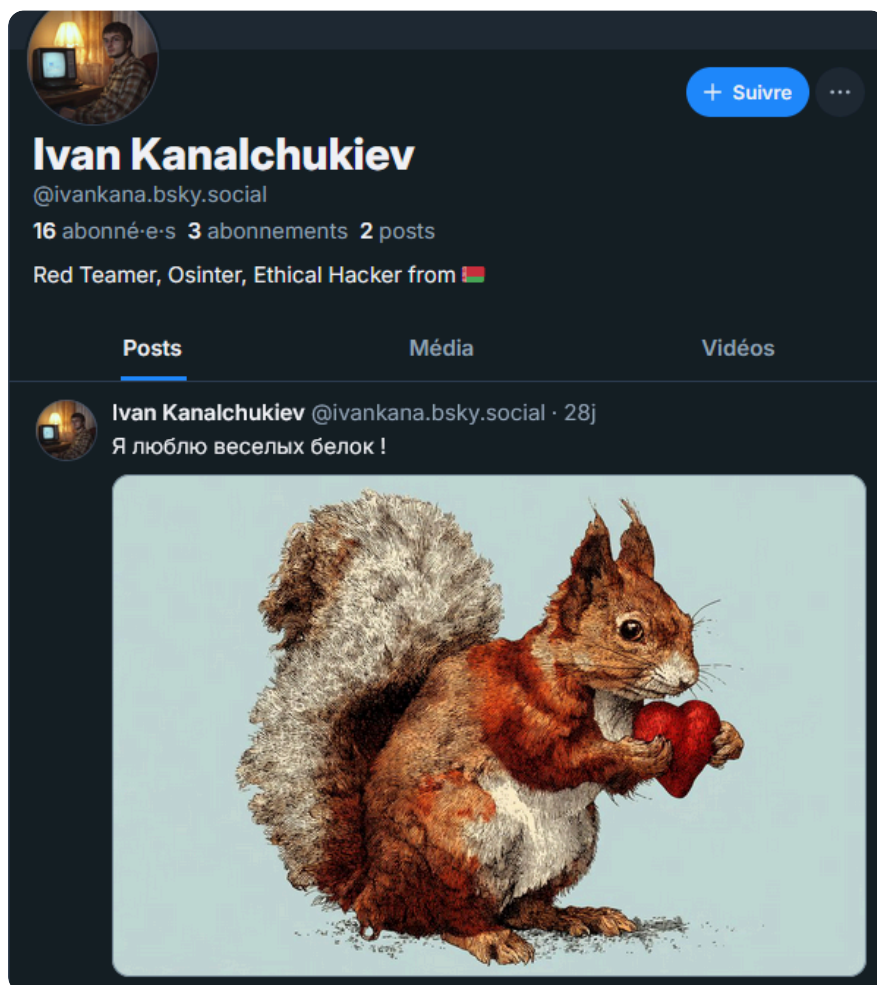 + Suivre ...
Ivan Kanalchukiev
@ivankana.bsky.social
16 abonné·e·s 3 abonnements 2 posts
Red Teamer, Osinter, Ethical Hacker from 🇧🇾
Posts Média Vidéos
Ivan Kanalchukiev @ivankana.bsky.social · 28j
Я люблю веселых белок !